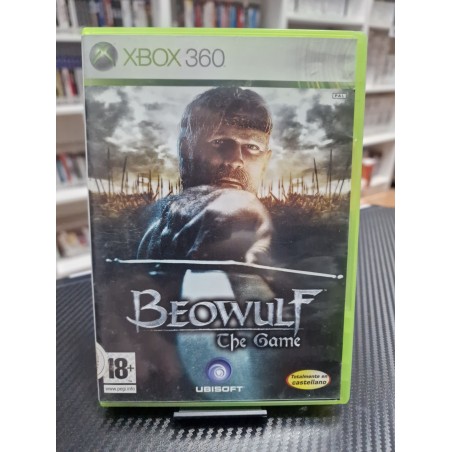 XBOX 360
BEOWULF
The Game
18+
www.pegi.info
UBISOFT
Totalmente en
castellano